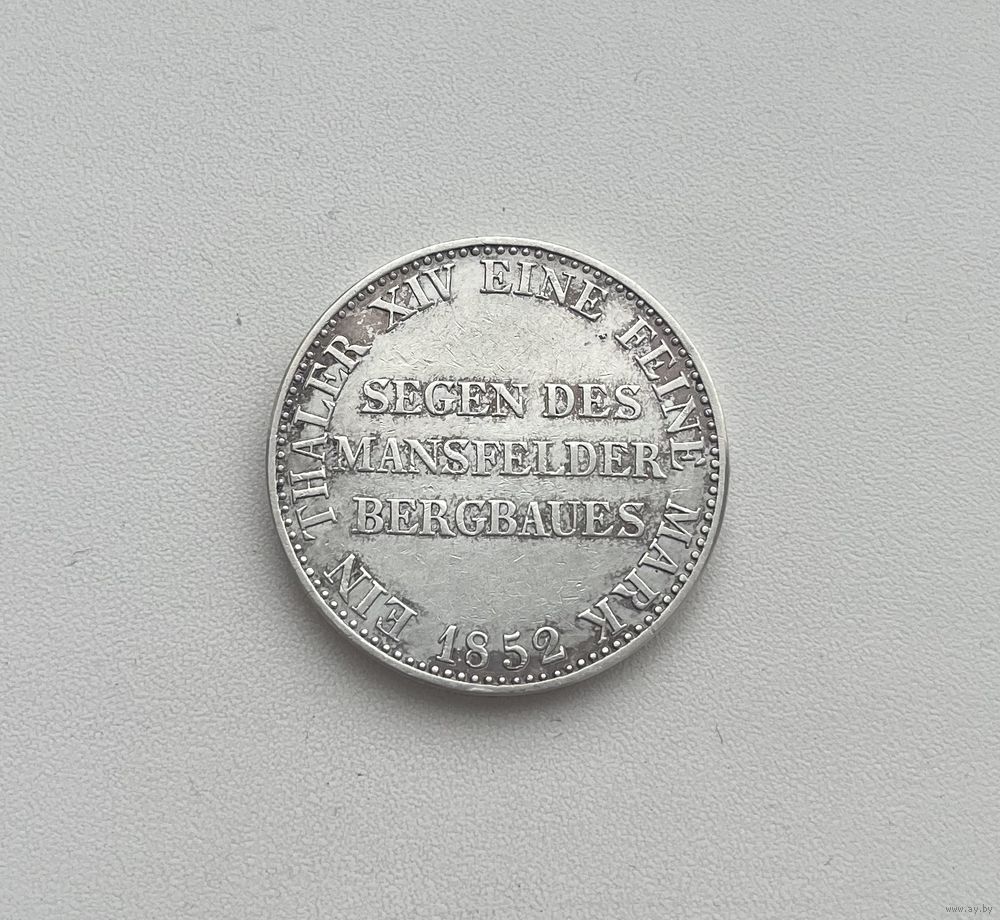 EIN THALER XIV EINE FEINE MARK
SEGEN DES
MANSFELDER
BERGBAUES
1852
www.ay.by